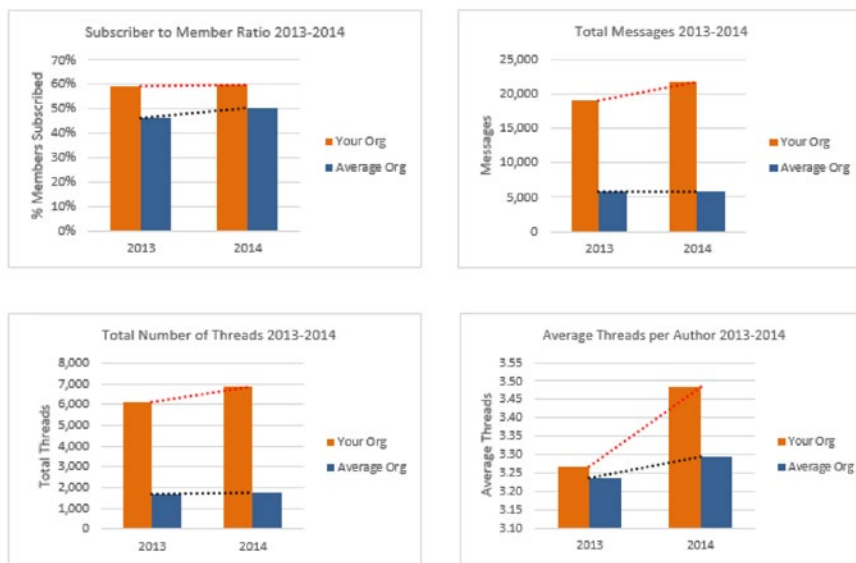 Subscriber to Member Ratio 2013-2014
% Members Subscribed
70%
60%
50%
40%
30%
20%
10%
0%
2013
2014
Your Org
Average Org
Total Messages 2013-2014
Messages
25,000
20,000
15,000
10,000
5,000
0
2013
2014
Your Org
Average Org
Total Number of Threads 2013-2014
Total Threads
8,000
7,000
6,000
5,000
4,000
3,000
2,000
1,000
0
2013
2014
Your Org
Average Org
Average Threads per Author 2013-2014
Average Threads
3.55
3.50
3.45
3.40
3.35
3.30
3.25
3.20
3.15
3.10
2013
2014
Your Org
Average Org